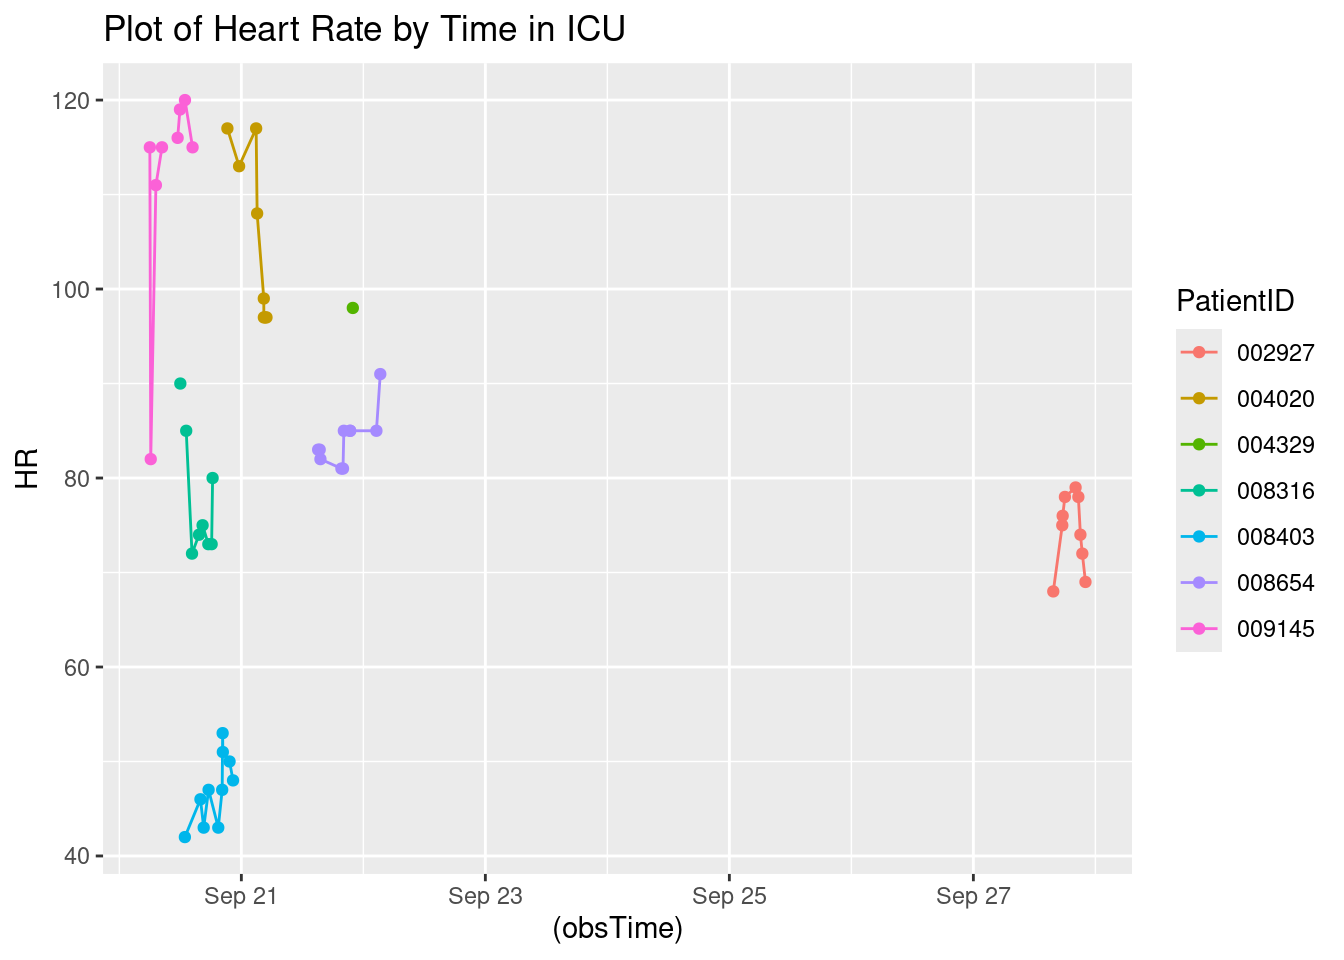 Plot of Heart Rate by Time in ICU
120
100
80
60
40
HR
Sep 21
Sep 23
Sep 25
Sep 27
(obsTime)
PatientID
002927
004020
004329
008316
008403
008654
009145